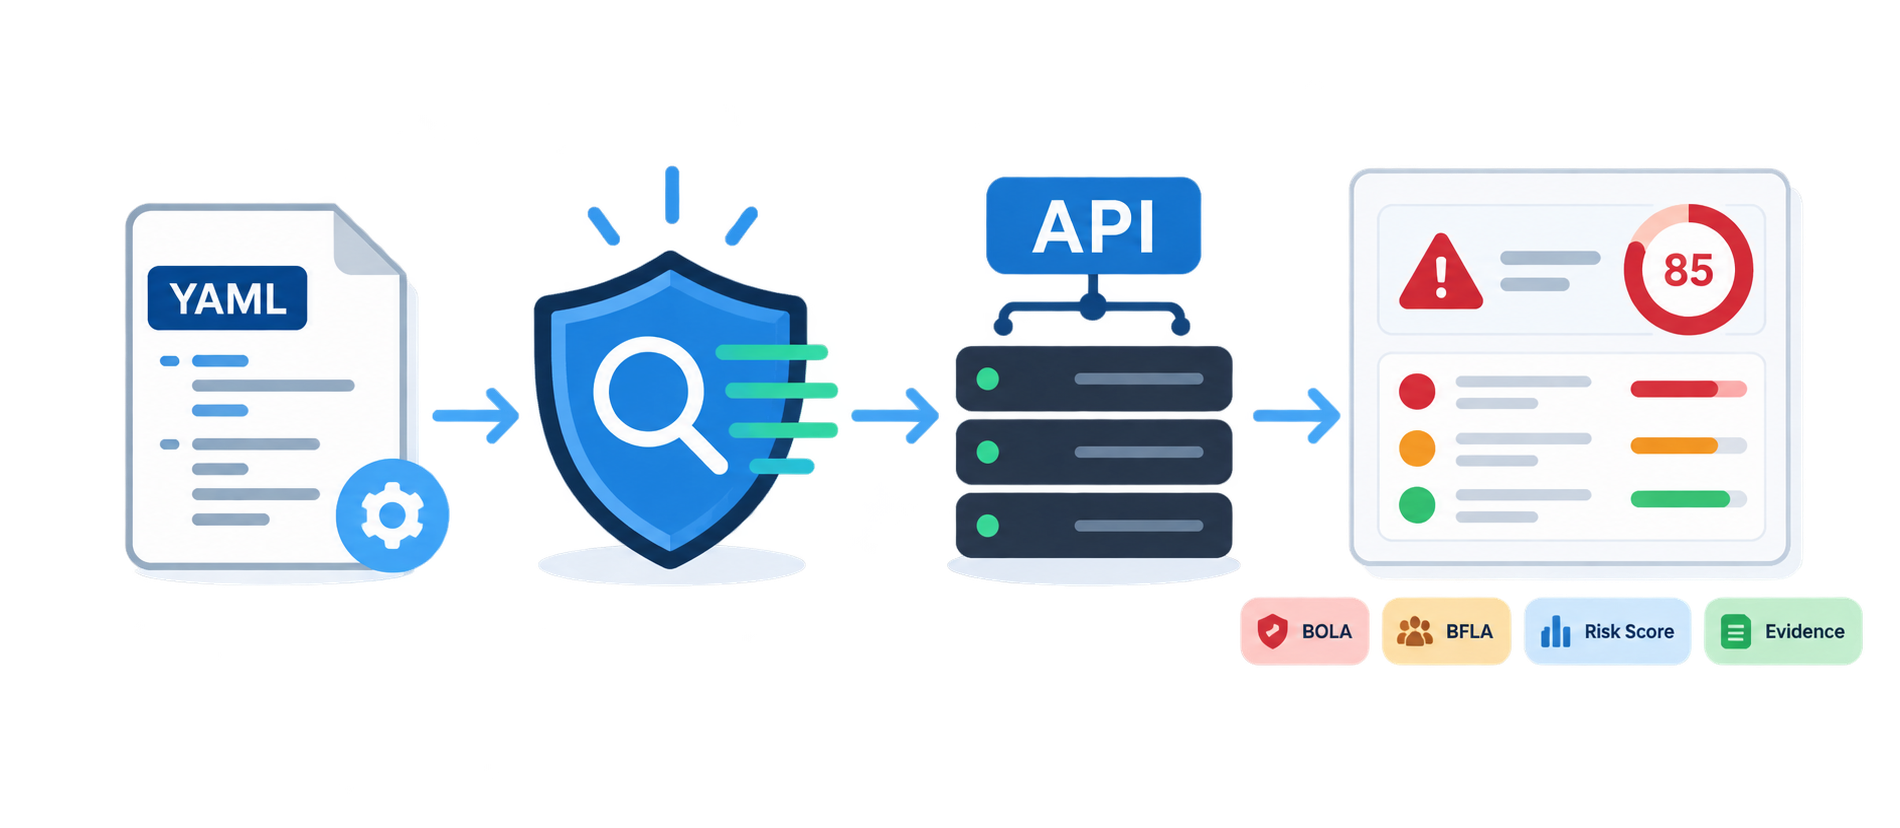 YAML
API
85
BOLA
BFLA
Risk Score
Evidence